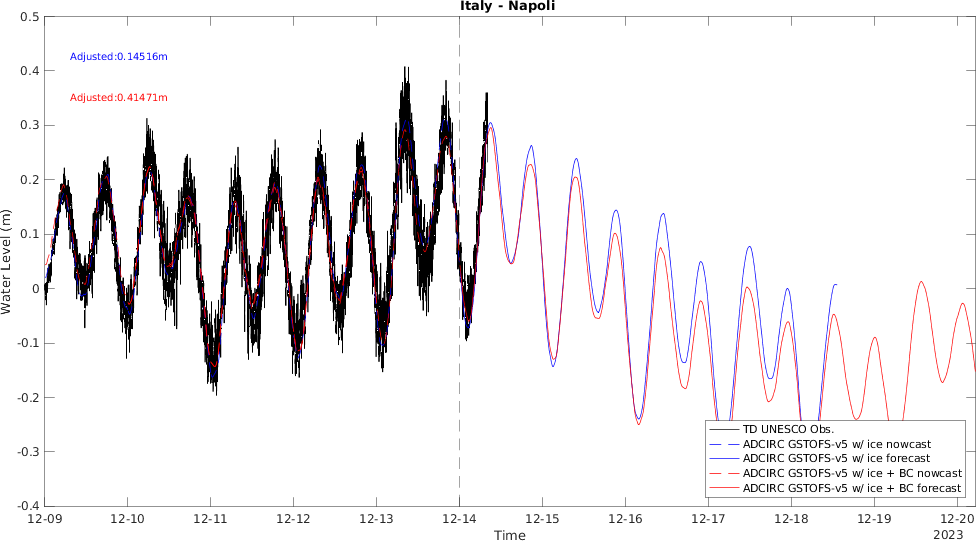 Italy - Napoli
0.5
0.4
0.3
0.2
0.1
0
-0.1
-0.2
-0.3
-0.4
Water Level (m)
Adjusted:0.14516m
Adjusted:0.41471m
TD UNESCO Obs.
ADCIRC GSTOFS-v5 w/ ice nowcast
ADCIRC GSTOFS-v5 w/ ice forecast
ADCIRC GSTOFS-v5 w/ ice + BC nowcast
ADCIRC GSTOFS-v5 w/ ice + BC forecast
12-09 12-10 12-11 12-12 12-13 12-14 12-15 12-16 12-17 12-18 12-19 12-20
Time
2023